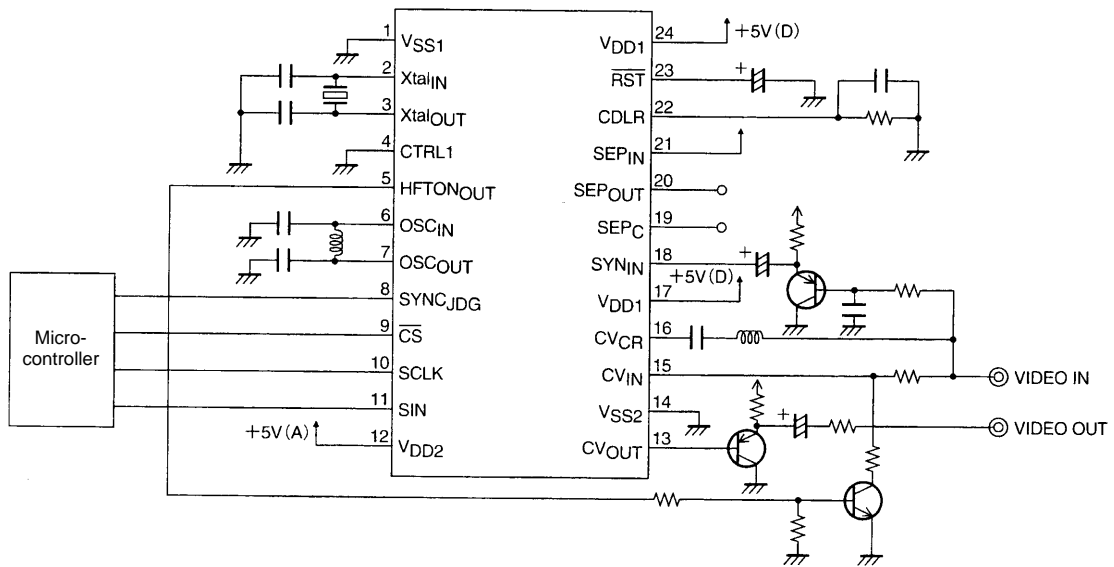 1 VSS1
2 XtalIN
3 XtalOUT
4 CTRL1
5 HFTONOUT
6 OSCIN
7 OSCOUT
8 SYNCJDG
9 CS
10 SCLK
11 SIN
+5V(A) 12 VDD2
Micro-
controller
VDD1 24 +5V(D)
RST 23 +
CDLR 22
SEPIN 21
SEPOUT 20
SEPC 19
SYNIN 18 +
VDD1 17 +5V(D)
CVCR 16
CVIN 15 VIDEO IN
VSS2 14
CVOUT 13 + VIDEO OUT